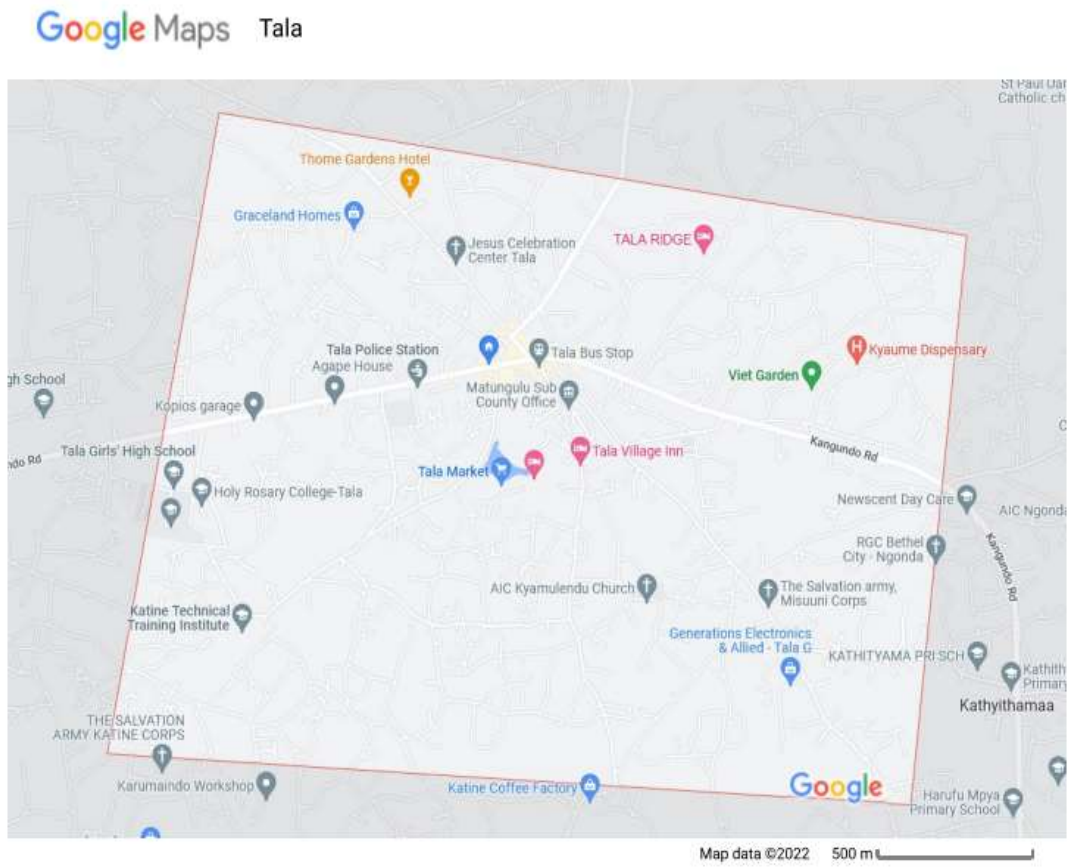 Google Maps Tala
St Paul
Catholic ch
Thome Gardens Hotel
Graceland Homes
Jesus Celebration
Center Tala
TALA RIDGE
Tala Police Station
Agape House
Tala Bus Stop
Kyaume Dispensary
Viet Garden
gh School
Matungulu Sub
County Office
Kopios garage
Kangundo Rd
ndo Rd
Tala Girls' High School
Tala Market
Tala Village Inn
Holy Rosary College-Tala
Newscent Day Care
AIC Ngonda
RGC Bethel
City - Ngonda
Kangundo Rd
AIC Kyamulendu Church
The Salvation army,
Misuuni Corps
Katine Technical
Training Institute
Generations Electronics
& Allied - Tala G
KATHITYAMA PRI SCH
Kathith
Primary
Kathyithamaa
THE SALVATION
ARMY KATINE CORPS
Karumaindo Workshop
Katine Coffee Factory
Google
Harufu Mpya
Primary School
Map data ©2022 500 m